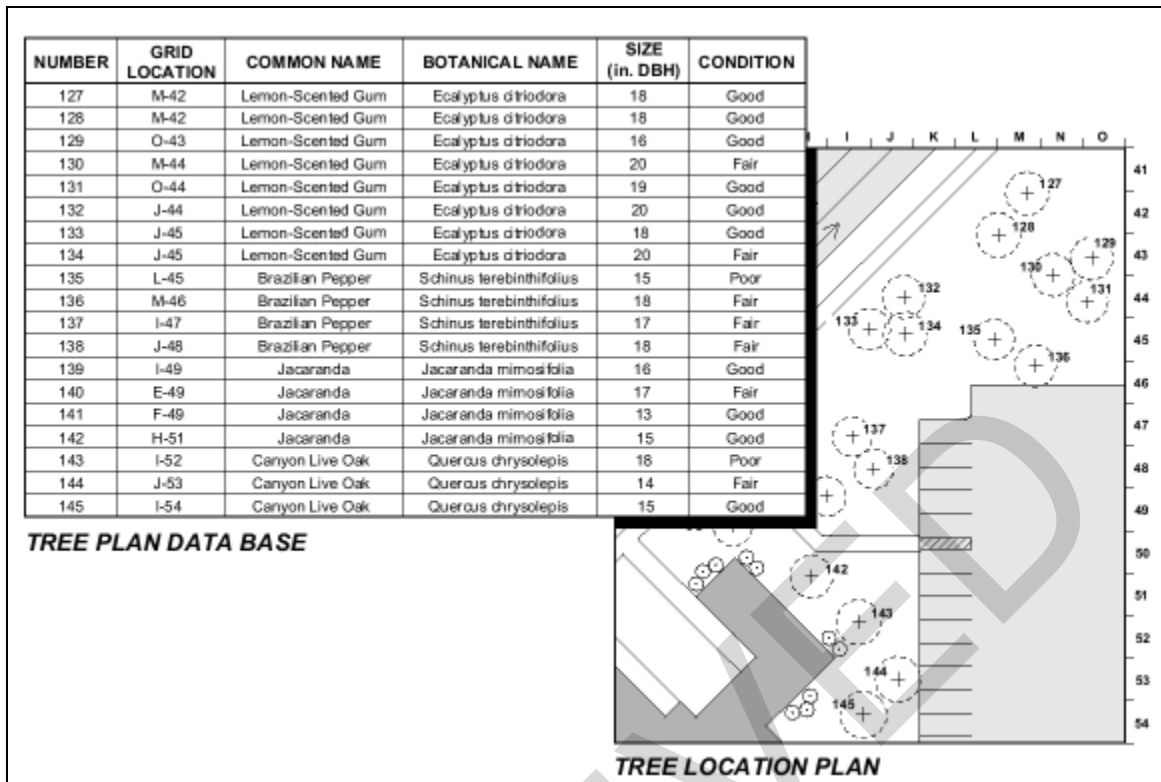 NUMBER GRID LOCATION COMMON NAME BOTANICAL NAME SIZE (in. DBH) CONDITION
127 M-42 Lemon-Scented Gum Ecalyptus citriodora 18 Good
128 M-42 Lemon-Scented Gum Ecalyptus citriodora 18 Good
129 O-43 Lemon-Scented Gum Ecalyptus citriodora 16 Good
130 M-44 Lemon-Scented Gum Ecalyptus citriodora 20 Fair
131 O-44 Lemon-Scented Gum Ecalyptus citriodora 19 Good
132 J-44 Lemon-Scented Gum Ecalyptus citriodora 20 Good
133 J-45 Lemon-Scented Gum Ecalyptus citriodora 18 Good
134 J-45 Lemon-Scented Gum Ecalyptus citriodora 20 Fair
135 L-45 Brazilian Pepper Schinus terebinthifolius 15 Poor
136 M-46 Brazilian Pepper Schinus terebinthifolius 18 Fair
137 I-47 Brazilian Pepper Schinus terebinthifolius 17 Fair
138 J-48 Brazilian Pepper Schinus terebinthifolius 18 Fair
139 I-49 Jacaranda Jacaranda mimosifolia 16 Good
140 E-49 Jacaranda Jacaranda mimosifolia 17 Fair
141 F-49 Jacaranda Jacaranda mimosifolia 13 Good
142 H-51 Jacaranda Jacaranda mimosifolia 15 Good
143 I-52 Canyon Live Oak Quercus chrysolepis 18 Poor
144 J-53 Canyon Live Oak Quercus chrysolepis 14 Fair
145 I-54 Canyon Live Oak Quercus chrysolepis 15 Good
TREE PLAN DATA BASE
I J K L M N O
41
127
42
128
129
43
130
132
131
44
133 134 135
45
136
46
137
47
138
48
49
50
142
51
143
52
144
53
145
54
TREE LOCATION PLAN